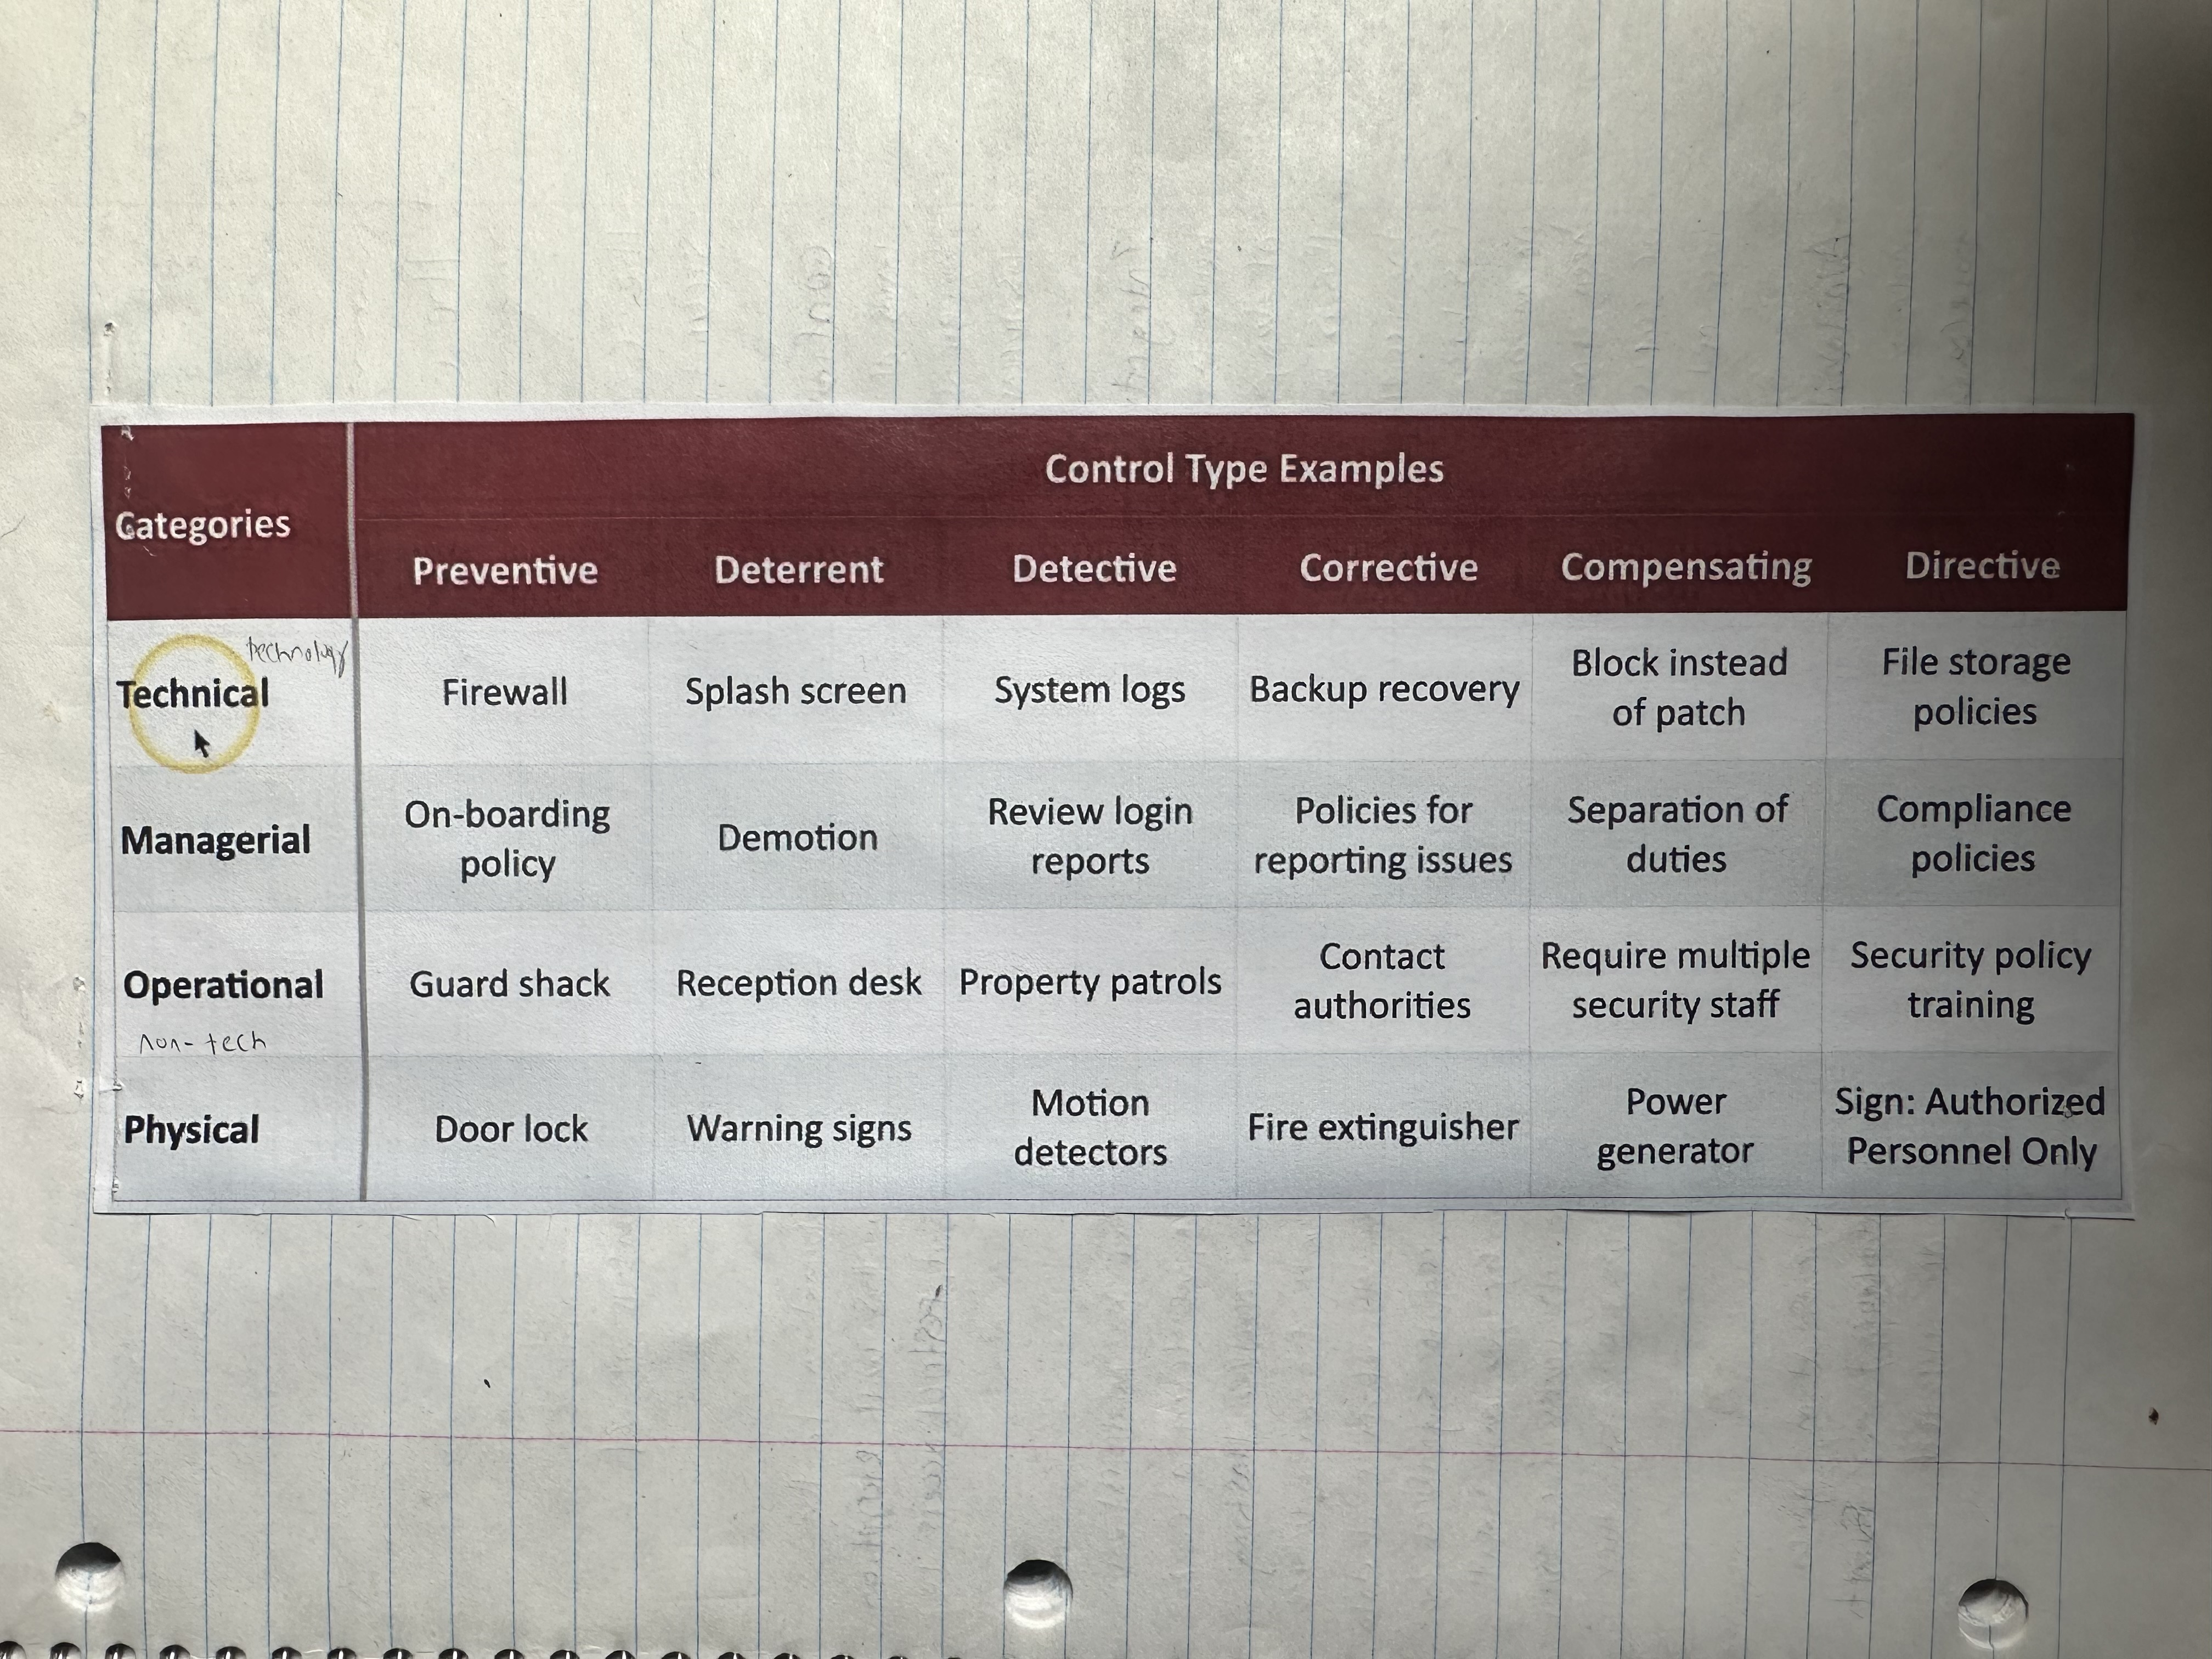 Control Type Examples
Categories
Preventive Deterrent Detective Corrective Compensating Directive
technology
Technical Firewall Splash screen System logs Backup recovery Block instead of patch File storage policies
Managerial On-boarding policy Demotion Review login reports Policies for reporting issues Separation of duties Compliance policies
Operational Guard shack Reception desk Property patrols Contact authorities Require multiple security staff Security policy training
non-tech
Physical Door lock Warning signs Motion detectors Fire extinguisher Power generator Sign: Authorized Personnel Only